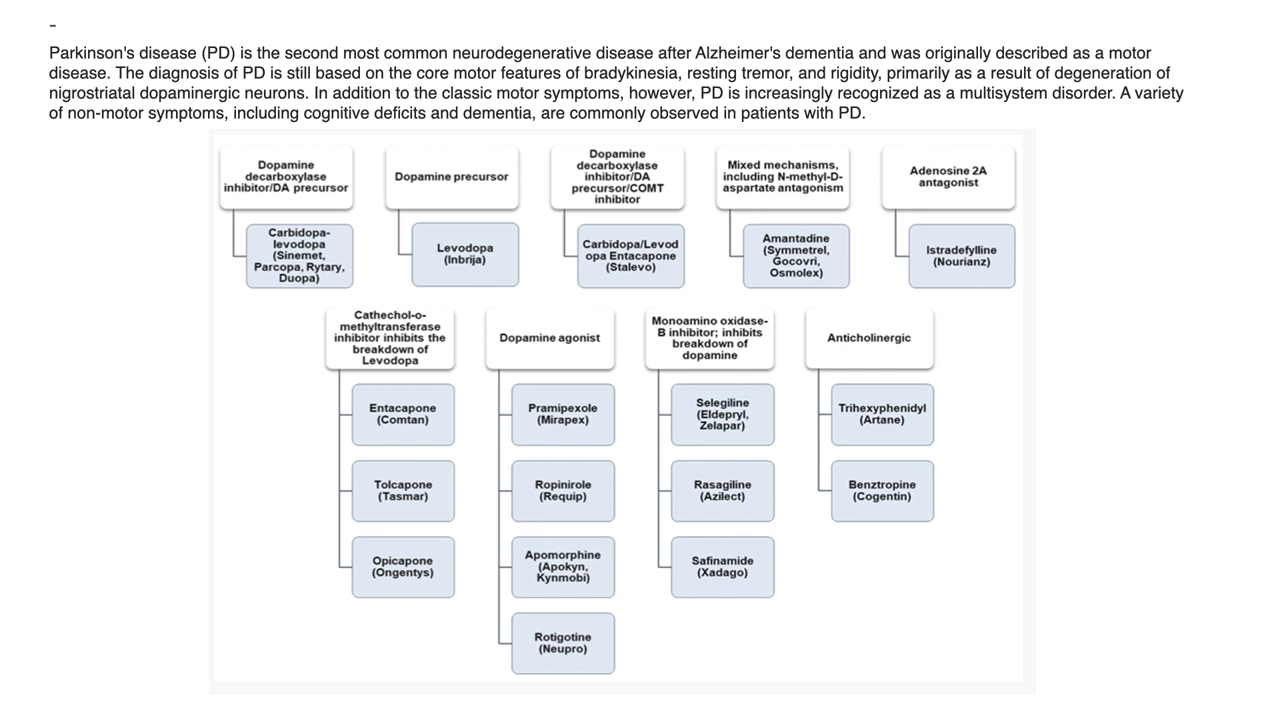 -
Parkinson's disease (PD) is the second most common neurodegenerative disease after Alzheimer's dementia and was originally described as a motor
disease. The diagnosis of PD is still based on the core motor features of bradykinesia, resting tremor, and rigidity, primarily as a result of degeneration of
nigrostriatal dopaminergic neurons. In addition to the classic motor symptoms, however, PD is increasingly recognized as a multisystem disorder. A variety
of non-motor symptoms, including cognitive deficits and dementia, are commonly observed in patients with PD.
Dopamine
decarboxylase
inhibitor/DA precursor
Carbidopa-
levodopa
(Sinemet,
Parcopa, Rytary,
Duopa)
Dopamine precursor
Levodopa
(Inbrija)
Dopamine
decarboxylase
inhibitor/DA
precursor/COMT
inhibitor
Carbidopa/Levod
opa Entacapone
(Stalevo)
Mixed mechanisms,
including N-methyl-D-
aspartate antagonism
Amantadine
(Symmetrel,
Gocovri,
Osmolex)
Adenosine 2A
antagonist
Istradefylline
(Nourianz)
Cathechol-o-
methyltransferase
inhibitor inhibits the
breakdown of
Levodopa
Entacapone
(Comtan)
Tolcapone
(Tasmar)
Opicapone
(Ongentys)
Dopamine agonist
Pramipexole
(Mirapex)
Ropinirole
(Requip)
Apomorphine
(Apokyn,
Kynmobi)
Rotigotine
(Neupro)
Monoamino oxidase-
B inhibitor; inhibits
breakdown of
dopamine
Selegiline
(Eldepryl,
Zelapar)
Rasagiline
(Azilect)
Safinamide
(Xadago)
Anticholinergic
Trihexyphenidyl
(Artane)
Benztropine
(Cogentin)